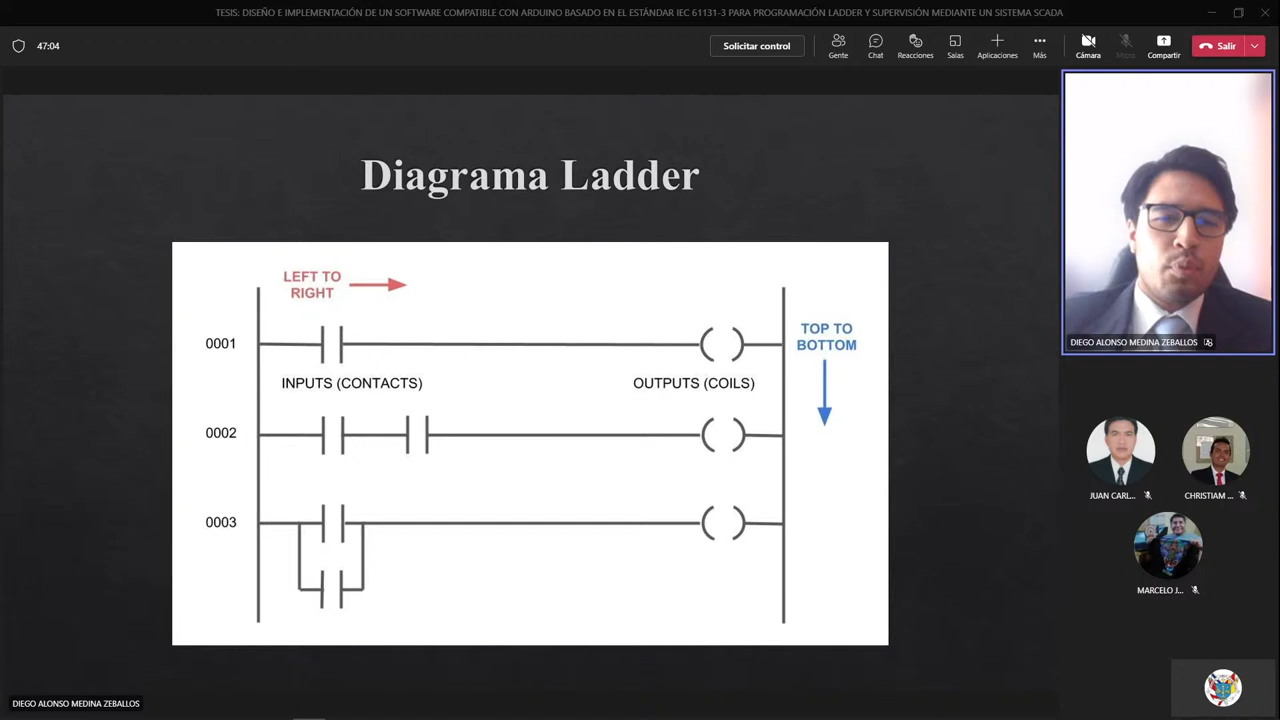 TESIS: DISEÑO E IMPLEMENTACIÓN DE UN SOFTWARE COMPATIBLE CON ARDUINO BASADO EN EL ESTÁNDAR IEC 61131-3 PARA PROGRAMACIÓN LADDER Y SUPERVISIÓN MEDIANTE UN SISTEMA SCADA
47:04
Solicitar control
Gente
Chat
Reacciones
Salas
Aplicaciones
Más
Cámara
Micro
Compartir
Salir
Diagrama Ladder
LEFT TO
RIGHT
TOP TO
BOTTOM
0001
INPUTS (CONTACTS)
OUTPUTS (COILS)
0002
0003
DIEGO ALONSO MEDINA ZEBALLOS
JUAN CARL...
CHRISTIAM ...
MARCELO J...
DIEGO ALONSO MEDINA ZEBALLOS